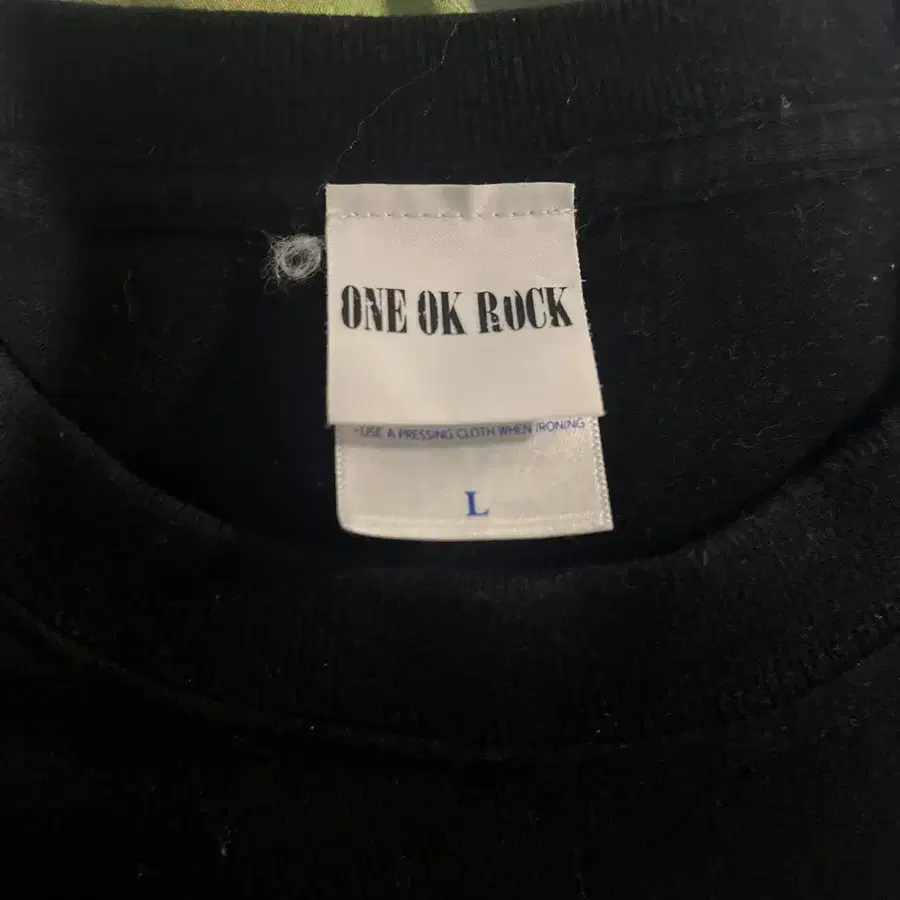 ONE OK ROCK
・USE A PRESSING CLOTH WHEN IRONING
L